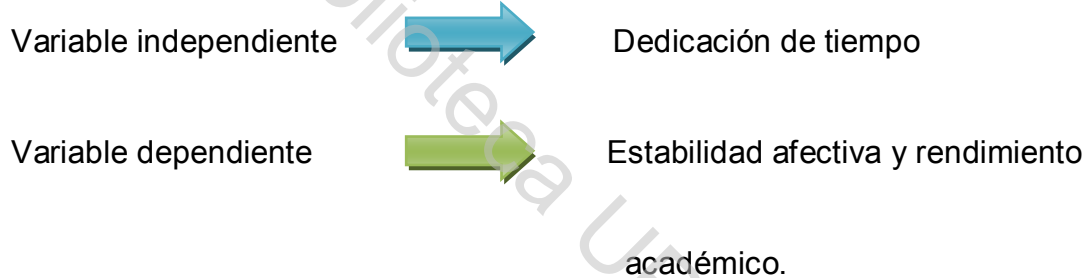 Variable independiente Dedicación de tiempo
Variable dependiente Estabilidad afectiva y rendimiento
académico.